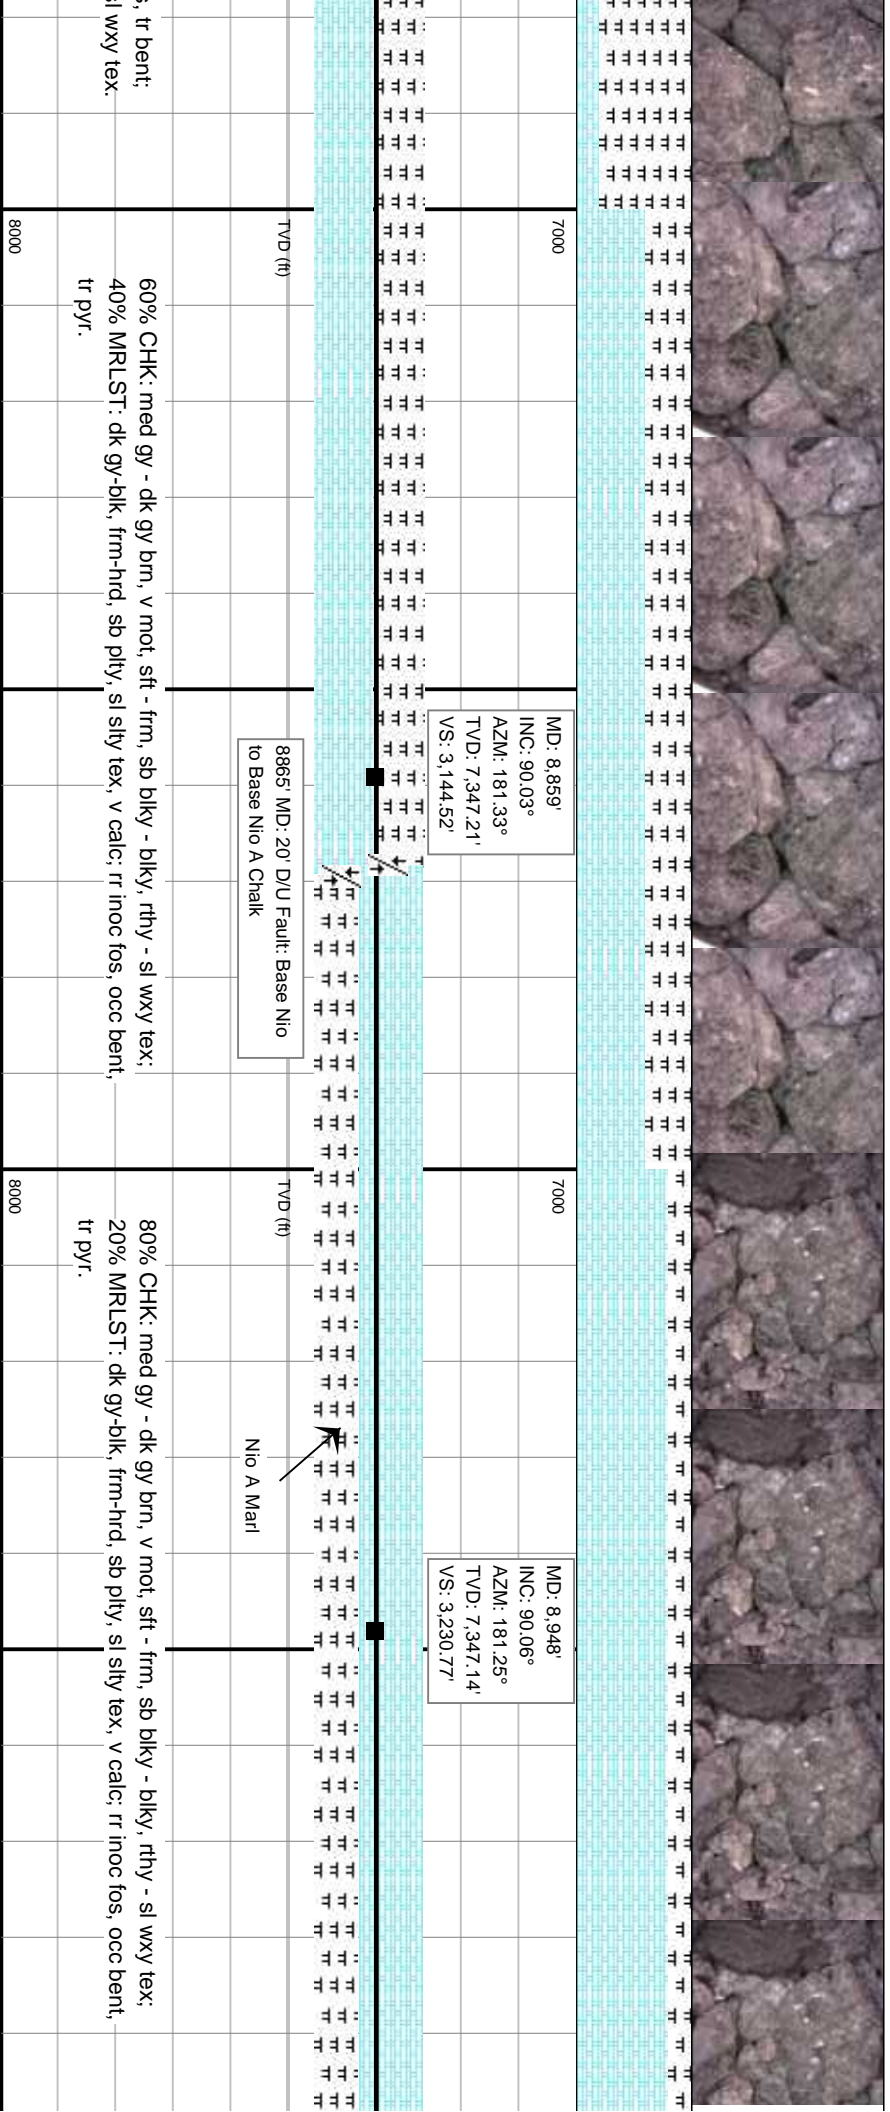 s, tr bent;
sl wxy tex.
7000
TVD (ft)
8000
60% CHK: med gy - dk gy brn, v mot, sft - frm, sb blky - blky, rthy - sl wxy tex;
40% MRLST: dk gy-blk, frm-hrd, sb plty, sl slty tex, v calc; rr inoc fos, occ bent,
tr pyr.
MD: 8,859'
INC: 90.03°
AZM: 181.33°
TVD: 7,347.21'
VS: 3,144.52'
8865' MD: 20' D/U Fault: Base Nio
to Base Nio A Chalk
7000
TVD (ft)
8000
80% CHK: med gy - dk gy brn, v mot, sft - frm, sb blky - blky, rthy - sl wxy tex;
20% MRLST: dk gy-blk, frm-hrd, sb plty, sl slty tex, v calc; rr inoc fos, occ bent,
tr pyr.
Nio A Marl
MD: 8,948'
INC: 90.06°
AZM: 181.25°
TVD: 7,347.14'
VS: 3,230.77'